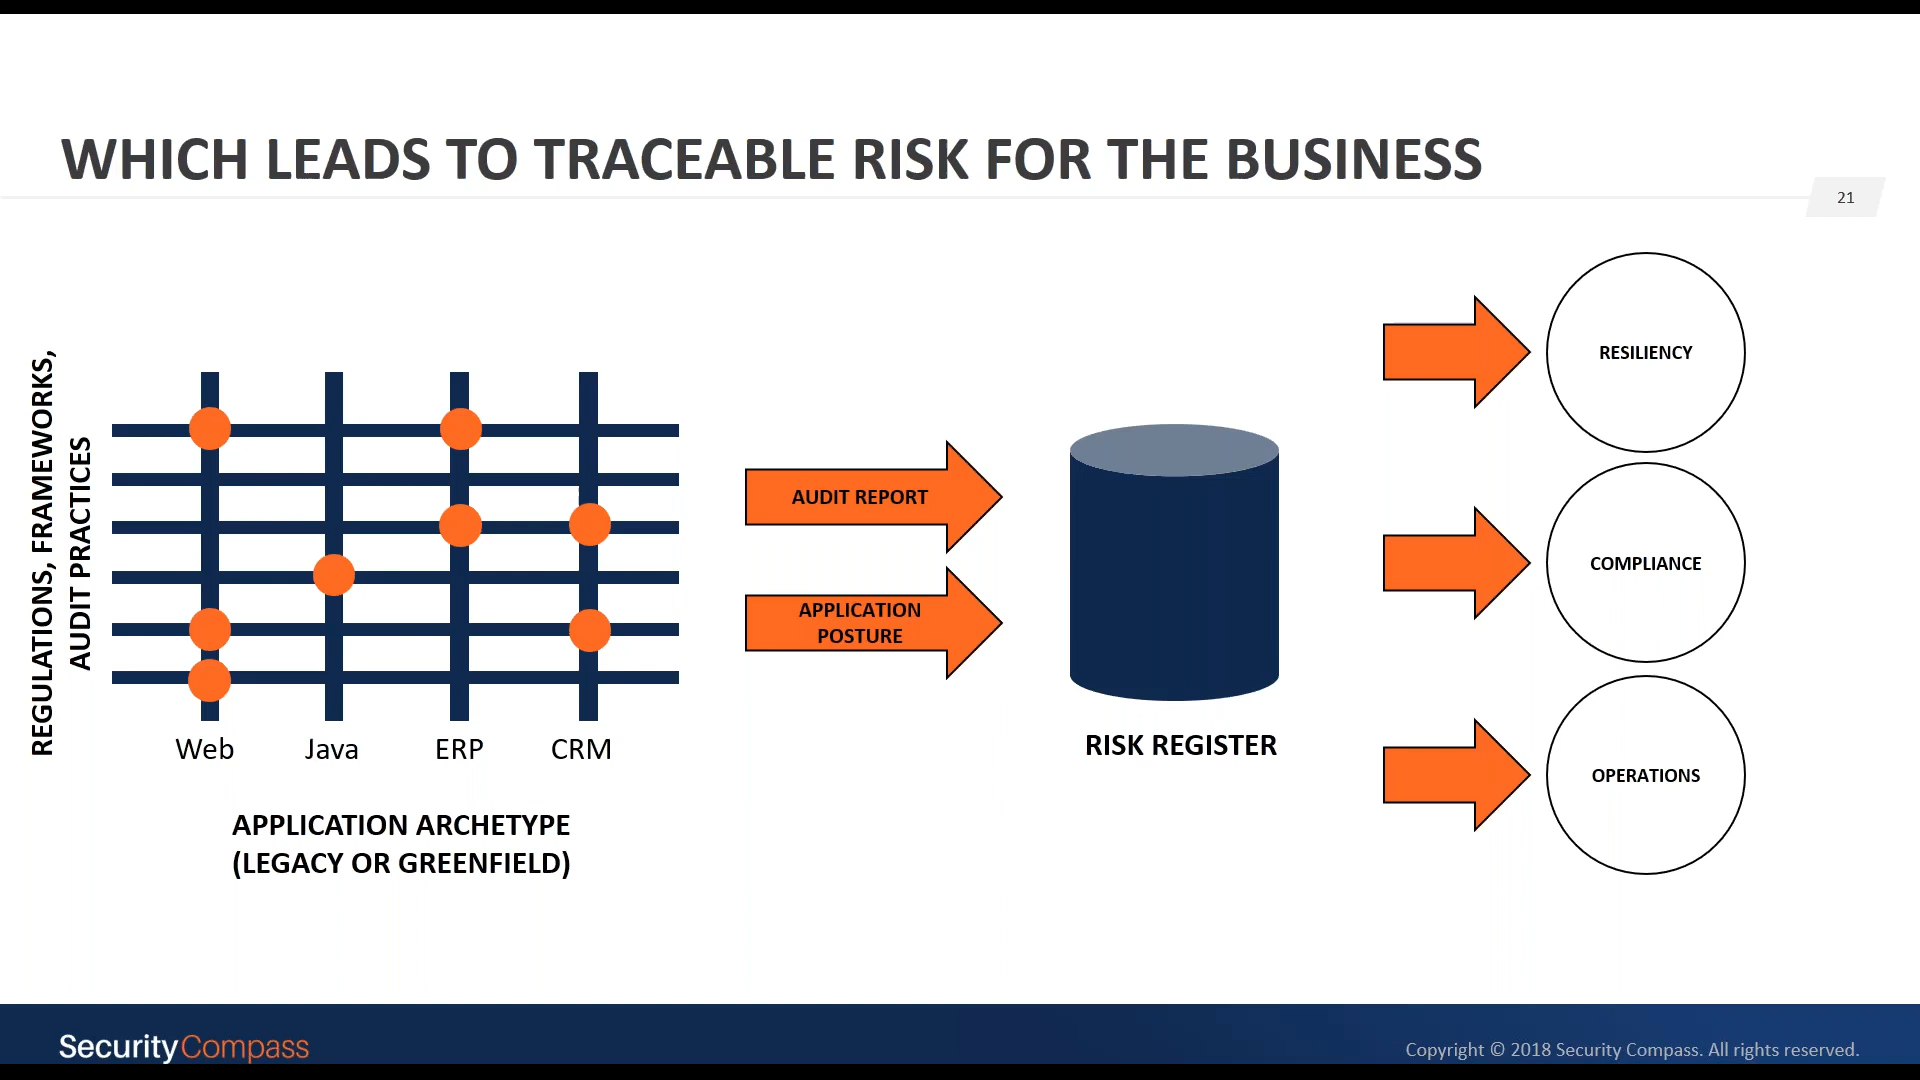 WHICH LEADS TO TRACEABLE RISK FOR THE BUSINESS
21
REGULATIONS, FRAMEWORKS,
AUDIT PRACTICES
Web
Java
ERP
CRM
APPLICATION ARCHETYPE
(LEGACY OR GREENFIELD)
AUDIT REPORT
APPLICATION
POSTURE
RISK REGISTER
RESILIENCY
COMPLIANCE
OPERATIONS
SecurityCompass
Copyright © 2018 Security Compass. All rights reserved.